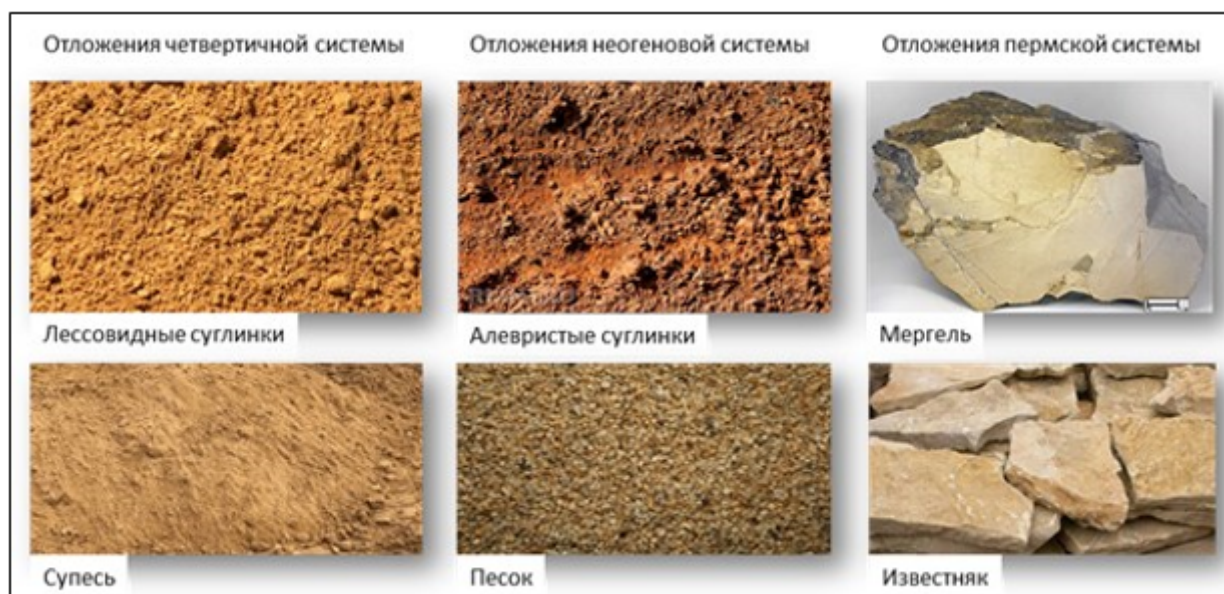 Отложения четвертичной системы
Отложения неогеновой системы
Отложения пермской системы
Лессовидные суглинки
Алевристые суглинки
Мергель
Супесь
Песок
Известняк